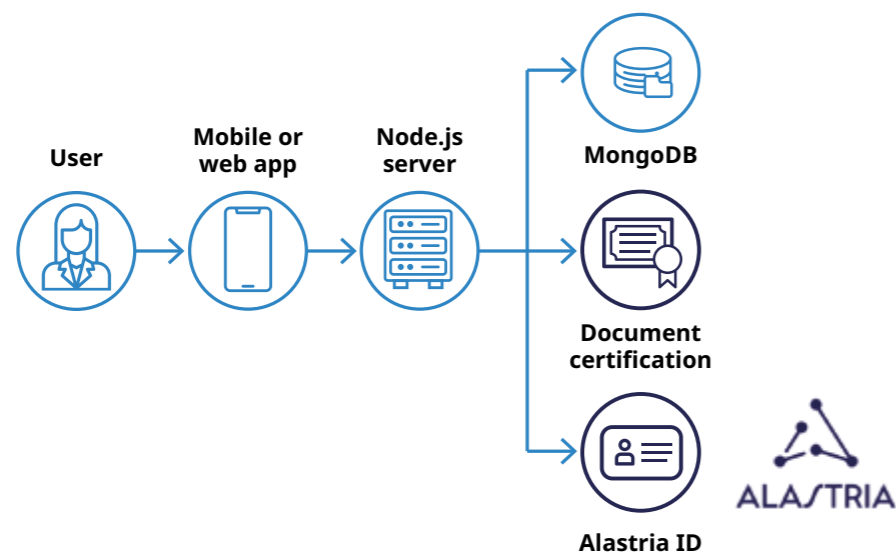 User
Mobile or
web app
Node.js
server
MongoDB
Document
certification
Alastria ID
ALASTRIA